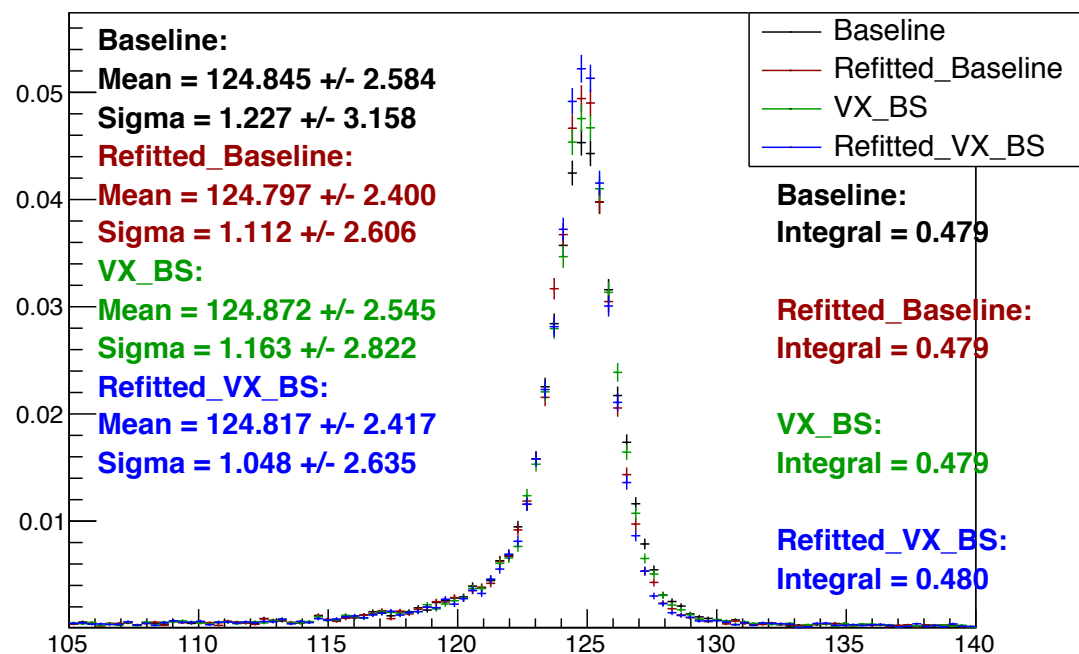 Baseline:
Mean = 124.845 +/- 2.584
Sigma = 1.227 +/- 3.158
Refitted_Baseline:
Mean = 124.797 +/- 2.400
Sigma = 1.112 +/- 2.606
VX_BS:
Mean = 124.872 +/- 2.545
Sigma = 1.163 +/- 2.822
Refitted_VX_BS:
Mean = 124.817 +/- 2.417
Sigma = 1.048 +/- 2.635
Baseline
Refitted_Baseline
VX_BS
Refitted_VX_BS
Baseline:
Integral = 0.479
Refitted_Baseline:
Integral = 0.479
VX_BS:
Integral = 0.479
Refitted_VX_BS:
Integral = 0.480
0.05
0.04
0.03
0.02
0.01
105 110 115 120 125 130 135 140